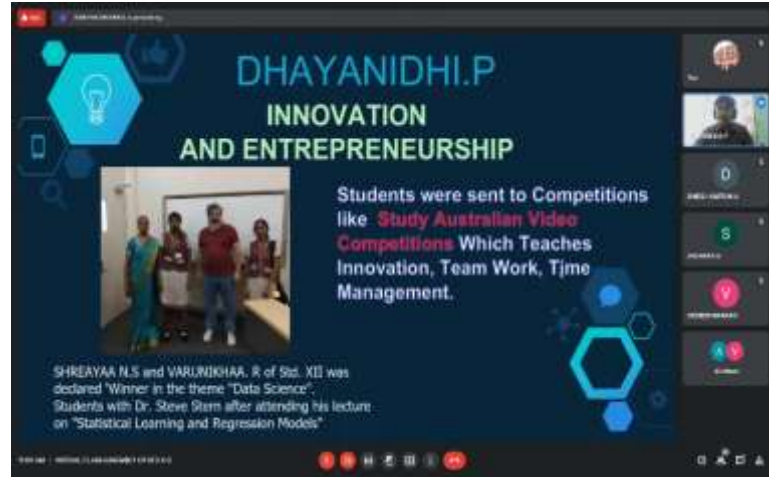 DHAYANIDHI.P
INNOVATION
AND ENTREPRENEURSHIP
Students were sent to Competitions
like Study Australian Video
Competitions Which Teaches
Innovation, Team Work, Time
Management.
SHREAYAA N.S and VARUNIKHAA. R of Std. XII was
declared 'Winner in the theme "Data Science".
Students with Dr. Steve Stern after attending his lecture
on "Statistical Learning and Regression Models"
D
S
V
A V